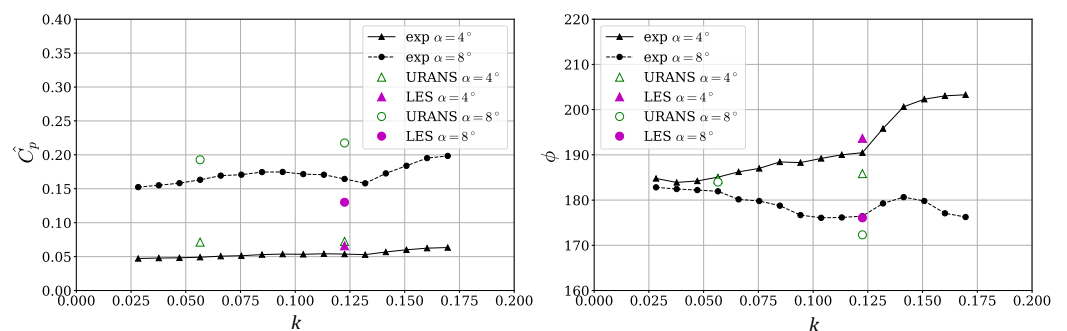 0.40
0.35
0.30
0.25
0.20
0.15
0.10
0.05
0.00
Ĉ_p
0.000 0.025 0.050 0.075 0.100 0.125 0.150 0.175 0.200
k
exp α = 4°
exp α = 8°
URANS α = 4°
LES α = 4°
URANS α = 8°
LES α = 8°
220
210
200
190
180
170
160
ϕ
0.000 0.025 0.050 0.075 0.100 0.125 0.150 0.175 0.200
k
exp α = 4°
exp α = 8°
URANS α = 4°
LES α = 4°
URANS α = 8°
LES α = 8°